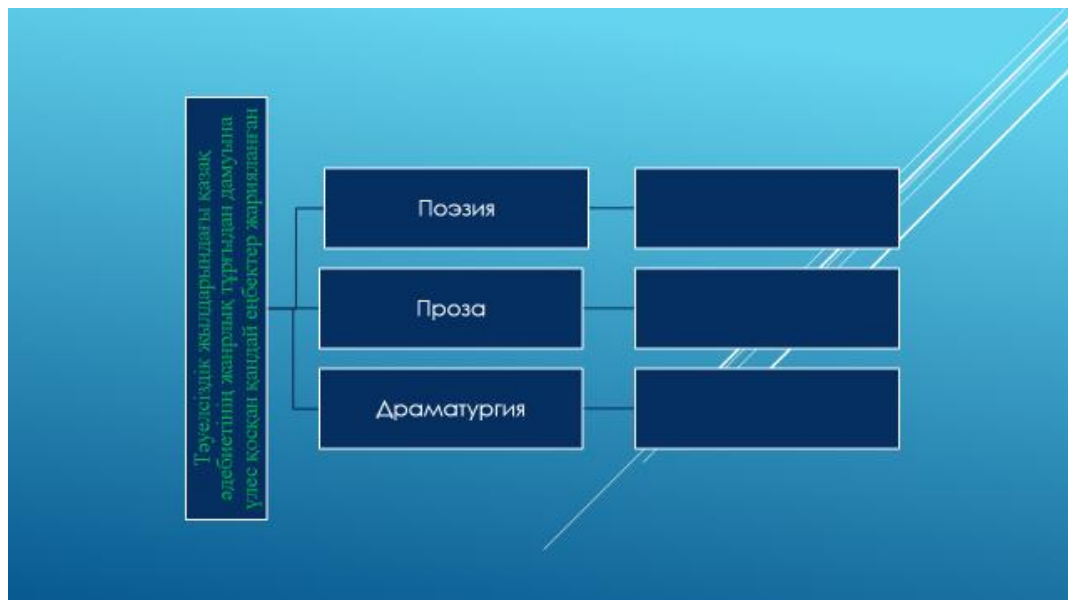 Тәуелсіздік жылдарындағы қазақ
әдебиетінің жанрлық тұрғыдан дамуына
үлес қосқан қандай еңбектер жарияланған
Поэзия
Проза
Драматургия